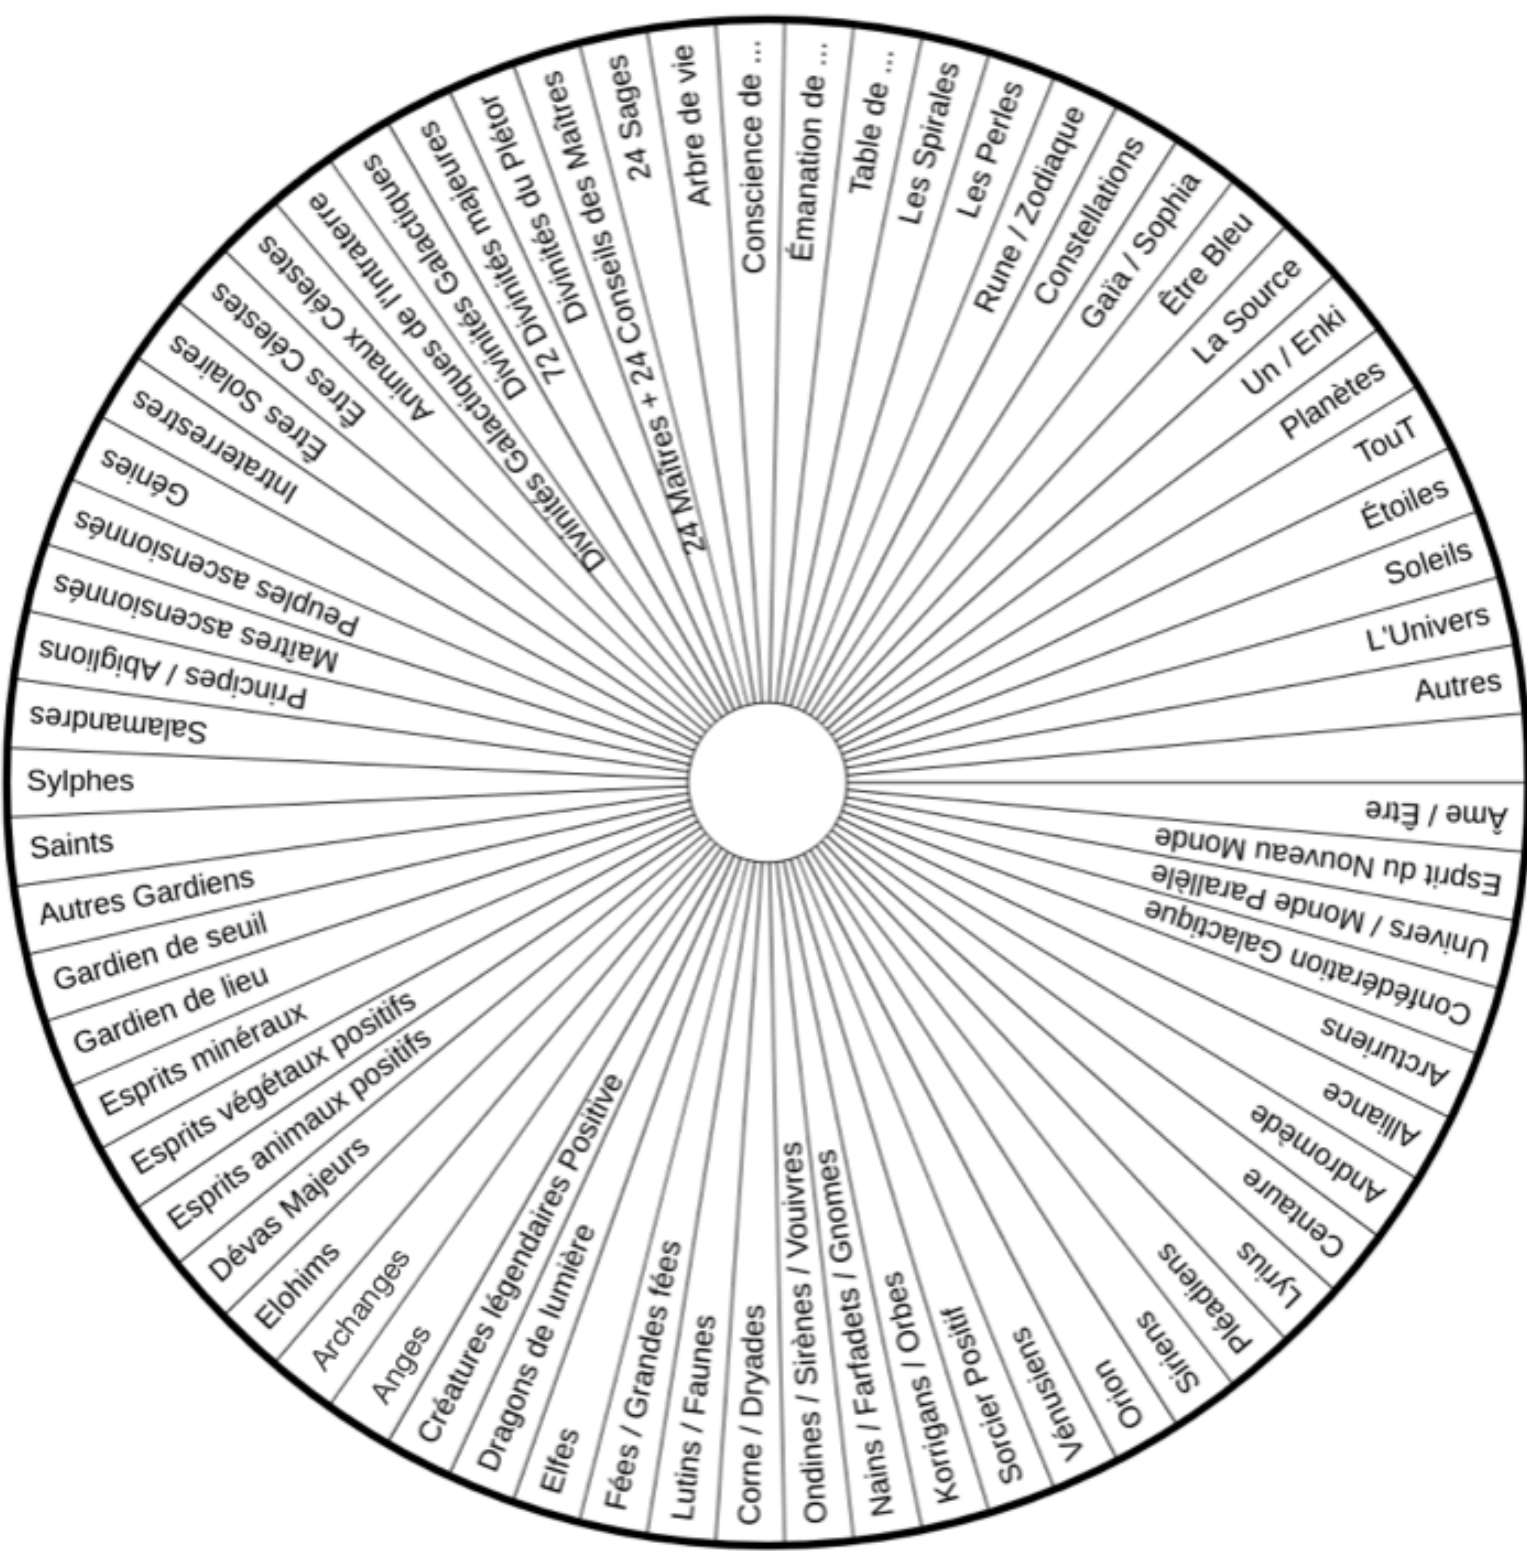 Conscience de ...
Émanation de ...
Table de ...
Les Spirales
Les Perles
Rune / Zodiaque
Constellations
Gaïa / Sophia
Être Bleu
La Source
Un / Enki
Planètes
TouT
Étoiles
Soleils
L'Univers
Autres
Âme / Être
Esprit du Nouveau Monde
Univers / Monde Parallèle
Confédération Galactique
Arcturiens
Alliance
Andromède
Centaure
Lyrius
Pléadiens
Siriens
Orion
Vénusiens
Sorcier Positif
Korrigans / Orbes
Nains / Farfadets / Gnomes
Ondines / Sirènes / Vouivres
Corne / Dryades
Lutins / Faunes
Fées / Grandes fées
Elfes
Dragons de lumière
Créatures légendaires Positive
Anges
Archanges
Elohims
Dévas Majeurs
Esprits animaux positifs
Esprits végétaux positifs
Esprits minéraux
Gardien de lieu
Gardien de seuil
Autres Gardiens
Saints
Sylphes
Salamandres
Principes / Abiglions
Maîtres ascensionnés
Peuples ascensionnés
Génies
Intraterrestres
Êtres Solaires
Êtres Célestes
Animaux Célestes
Divinités Galactiques de l'Intraterre
Divinités Galactiques
72 Divinités majeures
Divinités du Plétor
24 Maîtres + 24 Conseils des Maîtres
24 Sages
Arbre de vie